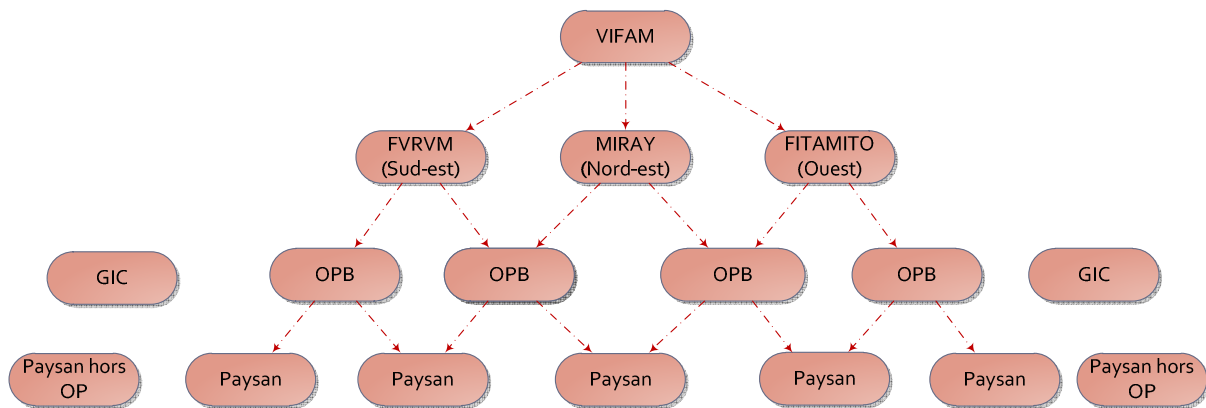 VIFAM
FVRVM
(Sud-est)
MIRAY
(Nord-est)
FITAMITO
(Ouest)
GIC
OPB
OPB
OPB
OPB
GIC
Paysan hors
OP
Paysan
Paysan
Paysan
Paysan
Paysan
Paysan hors
OP